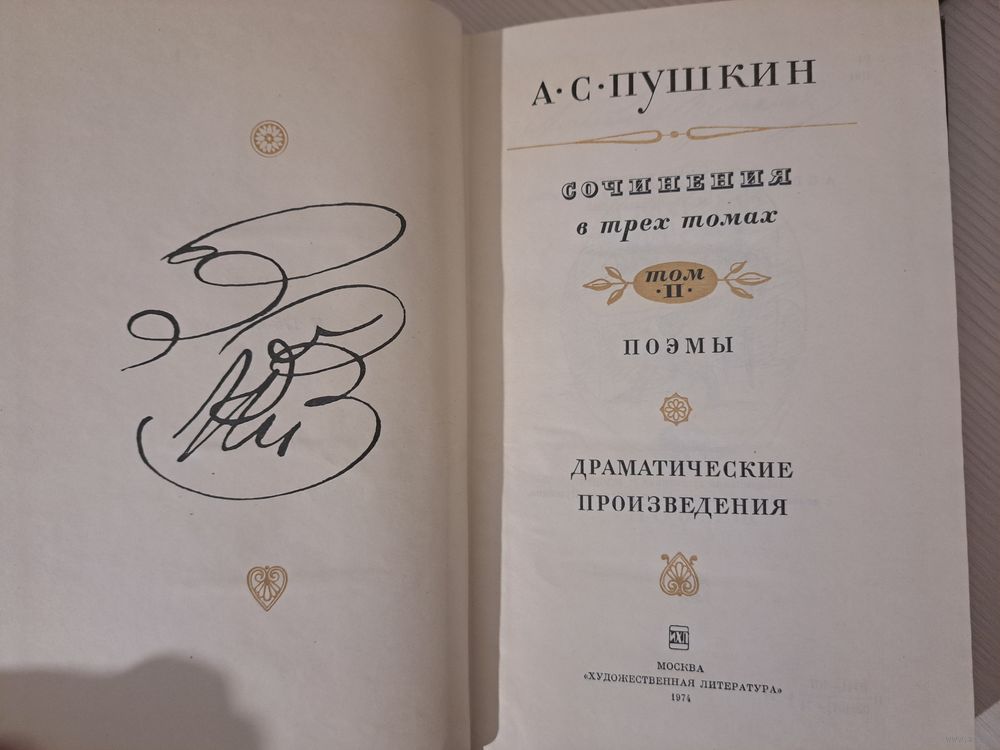 А·С·ПУШКИН
СОЧИНЕНИЯ
в трех томах
том
·II·
ПОЭМЫ
ДРАМАТИЧЕСКИЕ
ПРОИЗВЕДЕНИЯ
МОСКВА
«ХУДОЖЕСТВЕННАЯ ЛИТЕРАТУРА»
1974